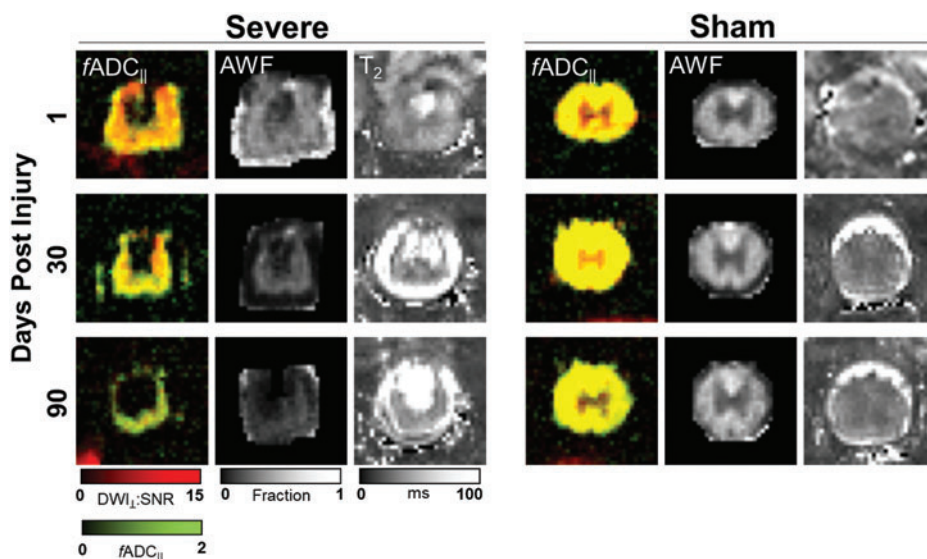 Severe
Sham
fADC||
AWF
T2
fADC||
AWF
Days Post Injury
1
30
90
0 15
DWI⊥:SNR
0 1
Fraction
0 100
ms
0 2
fADC||